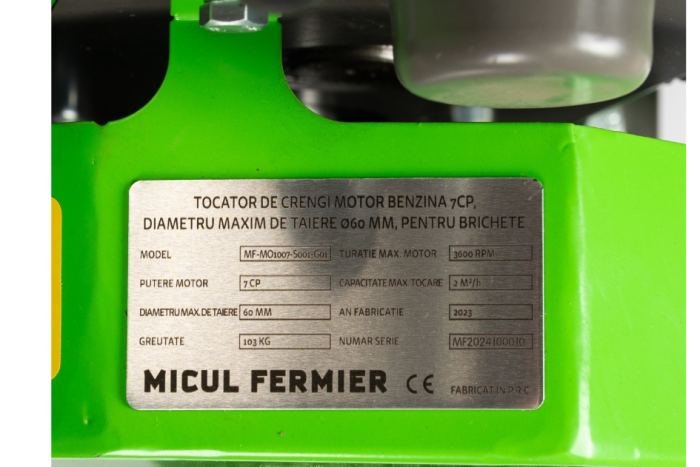 TOCATOR DE CRENGI MOTOR BENZINA 7CP,
DIAMETRU MAXIM DE TAIERE Ø60 MM, PENTRU BRICHETE
MODEL MF-MO1007-S001-G01 TURATIE MAX. MOTOR 3600 RPM
PUTERE MOTOR 7 CP CAPACITATE MAX. TOCARE 2 M³/h
DIAMETRU MAX. DE TAIERE 60 MM AN FABRICATIE 2023
GREUTATE 103 KG NUMAR SERIE MF2024100010
MICUL FERMIER CE FABRICAT IN P.R.C